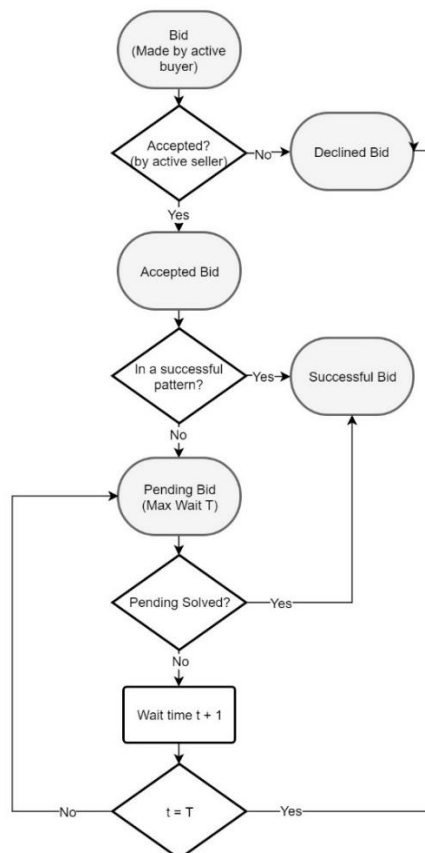 Bid
(Made by active
buyer)
Accepted?
(by active seller)
No
Declined Bid
Yes
Accepted Bid
In a successful
pattern?
Yes
Successful Bid
No
Pending Bid
(Max Wait T)
Pending Solved?
Yes
No
Wait time t + 1
No
t = T
Yes